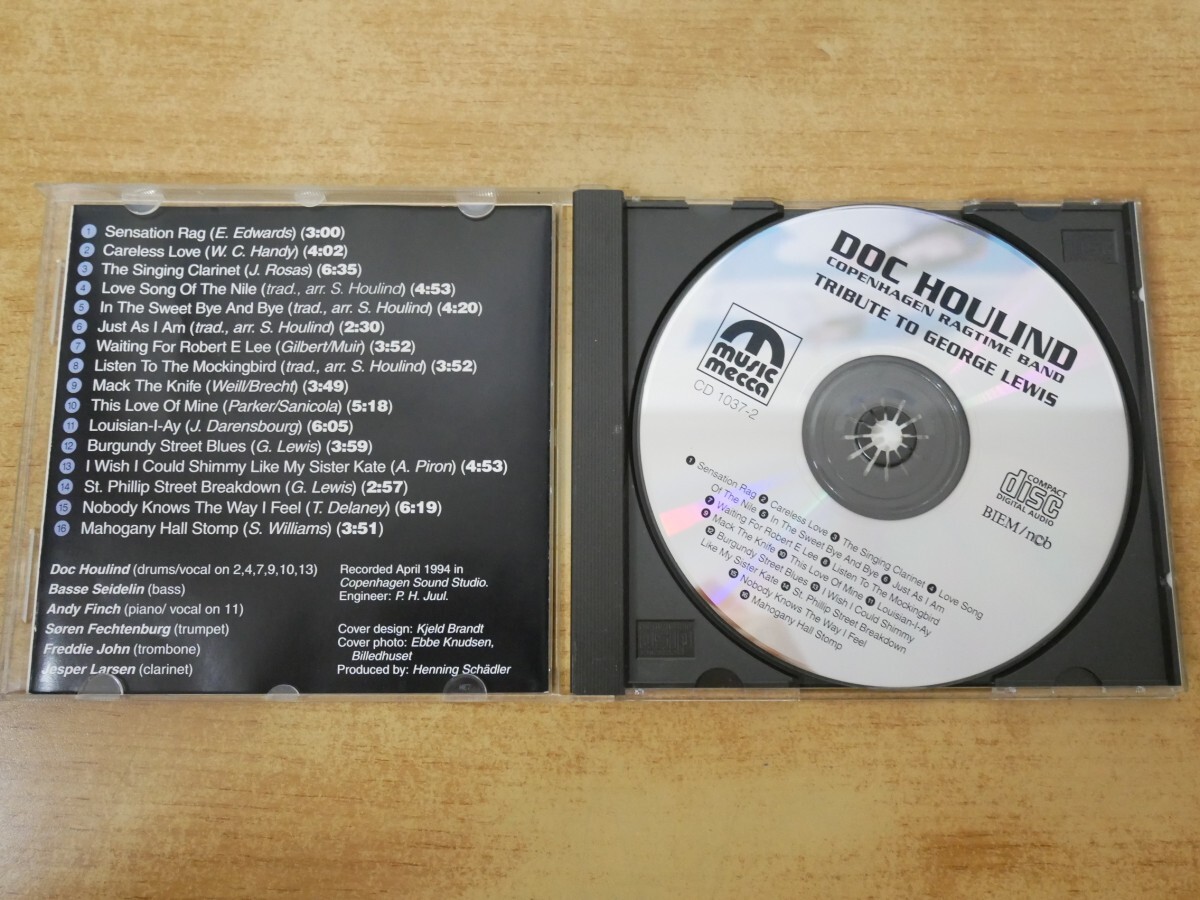 1 Sensation Rag (E. Edwards) (3:00)
2 Careless Love (W. C. Handy) (4:02)
3 The Singing Clarinet (J. Rosas) (6:35)
4 Love Song Of The Nile (trad., arr. S. Houlind) (4:53)
5 In The Sweet Bye And Bye (trad., arr. S. Houlind) (4:20)
6 Just As I Am (trad., arr. S. Houlind) (2:30)
7 Waiting For Robert E Lee (Gilbert/Muir) (3:52)
8 Listen To The Mockingbird (trad., arr. S. Houlind) (3:52)
9 Mack The Knife (Weill/Brecht) (3:49)
10 This Love Of Mine (Parker/Sanicola) (5:18)
11 Louisian-I-Ay (J. Darensbourg) (6:05)
12 Burgundy Street Blues (G. Lewis) (3:59)
13 I Wish I Could Shimmy Like My Sister Kate (A. Piron) (4:53)
14 St. Phillip Street Breakdown (G. Lewis) (2:57)
15 Nobody Knows The Way I Feel (T. Delaney) (6:19)
16 Mahogany Hall Stomp (S. Williams) (3:51)
Doc Houlind (drums/vocal on 2,4,7,9,10,13)
Basse Seidelin (bass)
Andy Finch (piano/ vocal on 11)
Søren Fechtenburg (trumpet)
Freddie John (trombone)
Jesper Larsen (clarinet)
Recorded April 1994 in
Copenhagen Sound Studio.
Engineer: P. H. Juul.
Cover design: Kjeld Brandt
Cover photo: Ebbe Knudsen,
Billedhuset
Produced by: Henning Schädler
DOC HOULIND
COPENHAGEN RAGTIME BAND
TRIBUTE TO GEORGE LEWIS
music
mecca
CD 1037-2
COMPACT
disc
DIGITAL AUDIO
BIEM/ncb
1 Sensation Rag 2 Careless Love 3 The Singing Clarinet 4 Love Song
Of The Nile 5 In The Sweet Bye And Bye 6 Just As I Am
7 Waiting For Robert E Lee 8 Listen To The Mockingbird
9 Mack The Knife 10 This Love Of Mine 11 Louisian-I-Ay
12 Burgundy Street Blues 13 I Wish I Could Shimmy
Like My Sister Kate 14 St. Phillip Street Breakdown
15 Nobody Knows The Way I Feel
16 Mahogany Hall Stomp